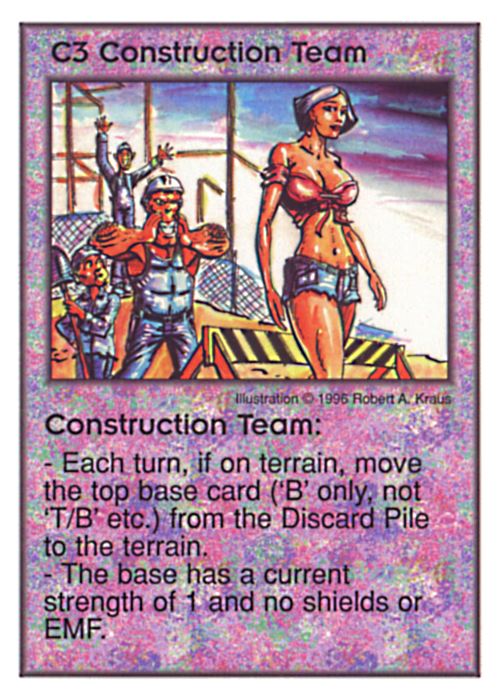 C3 Construction Team
Illustration © 1996 Robert A. Kraus
Construction Team:
- Each turn, if on terrain, move
the top base card (‘B’ only, not
‘T/B’ etc.) from the Discard Pile
to the terrain.
- The base has a current
strength of 1 and no shields or
EMF.